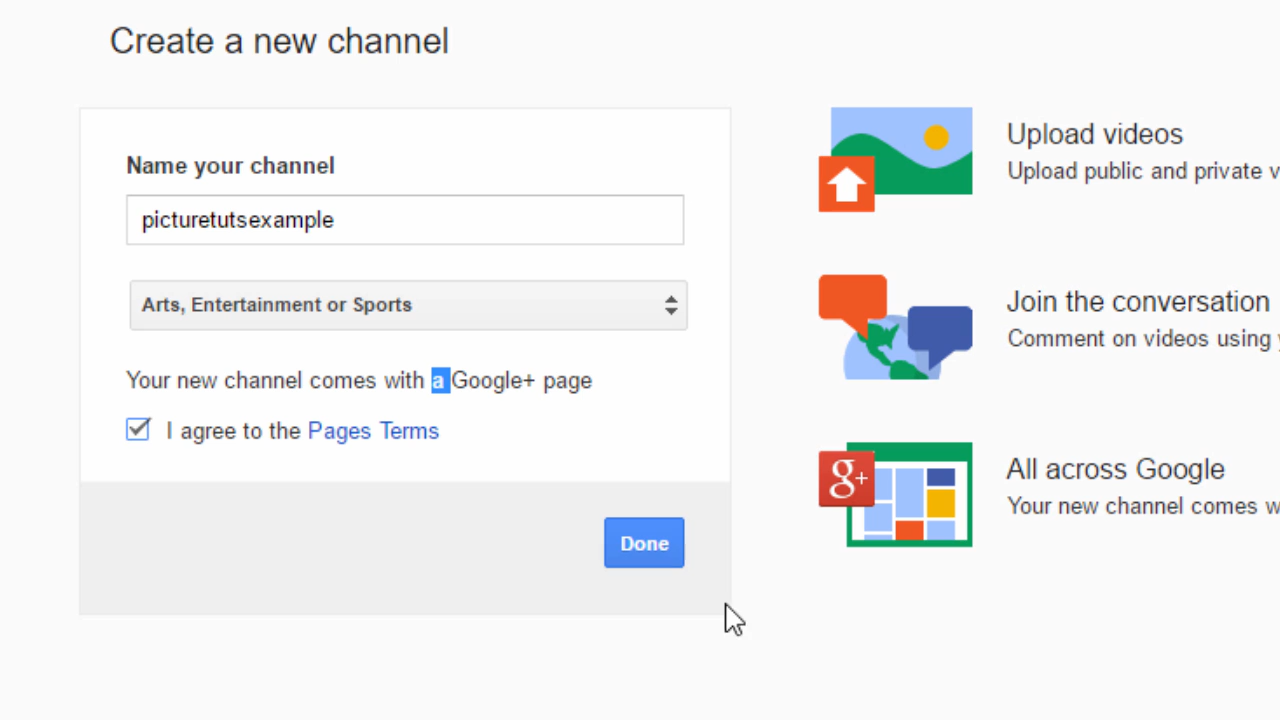 Create a new channel
Name your channel
picturetutsexample
Arts, Entertainment or Sports
Your new channel comes with a Google+ page
I agree to the Pages Terms
Done
Upload videos
Upload public and private v
Join the conversation
Comment on videos using
g+
All across Google
Your new channel comes w